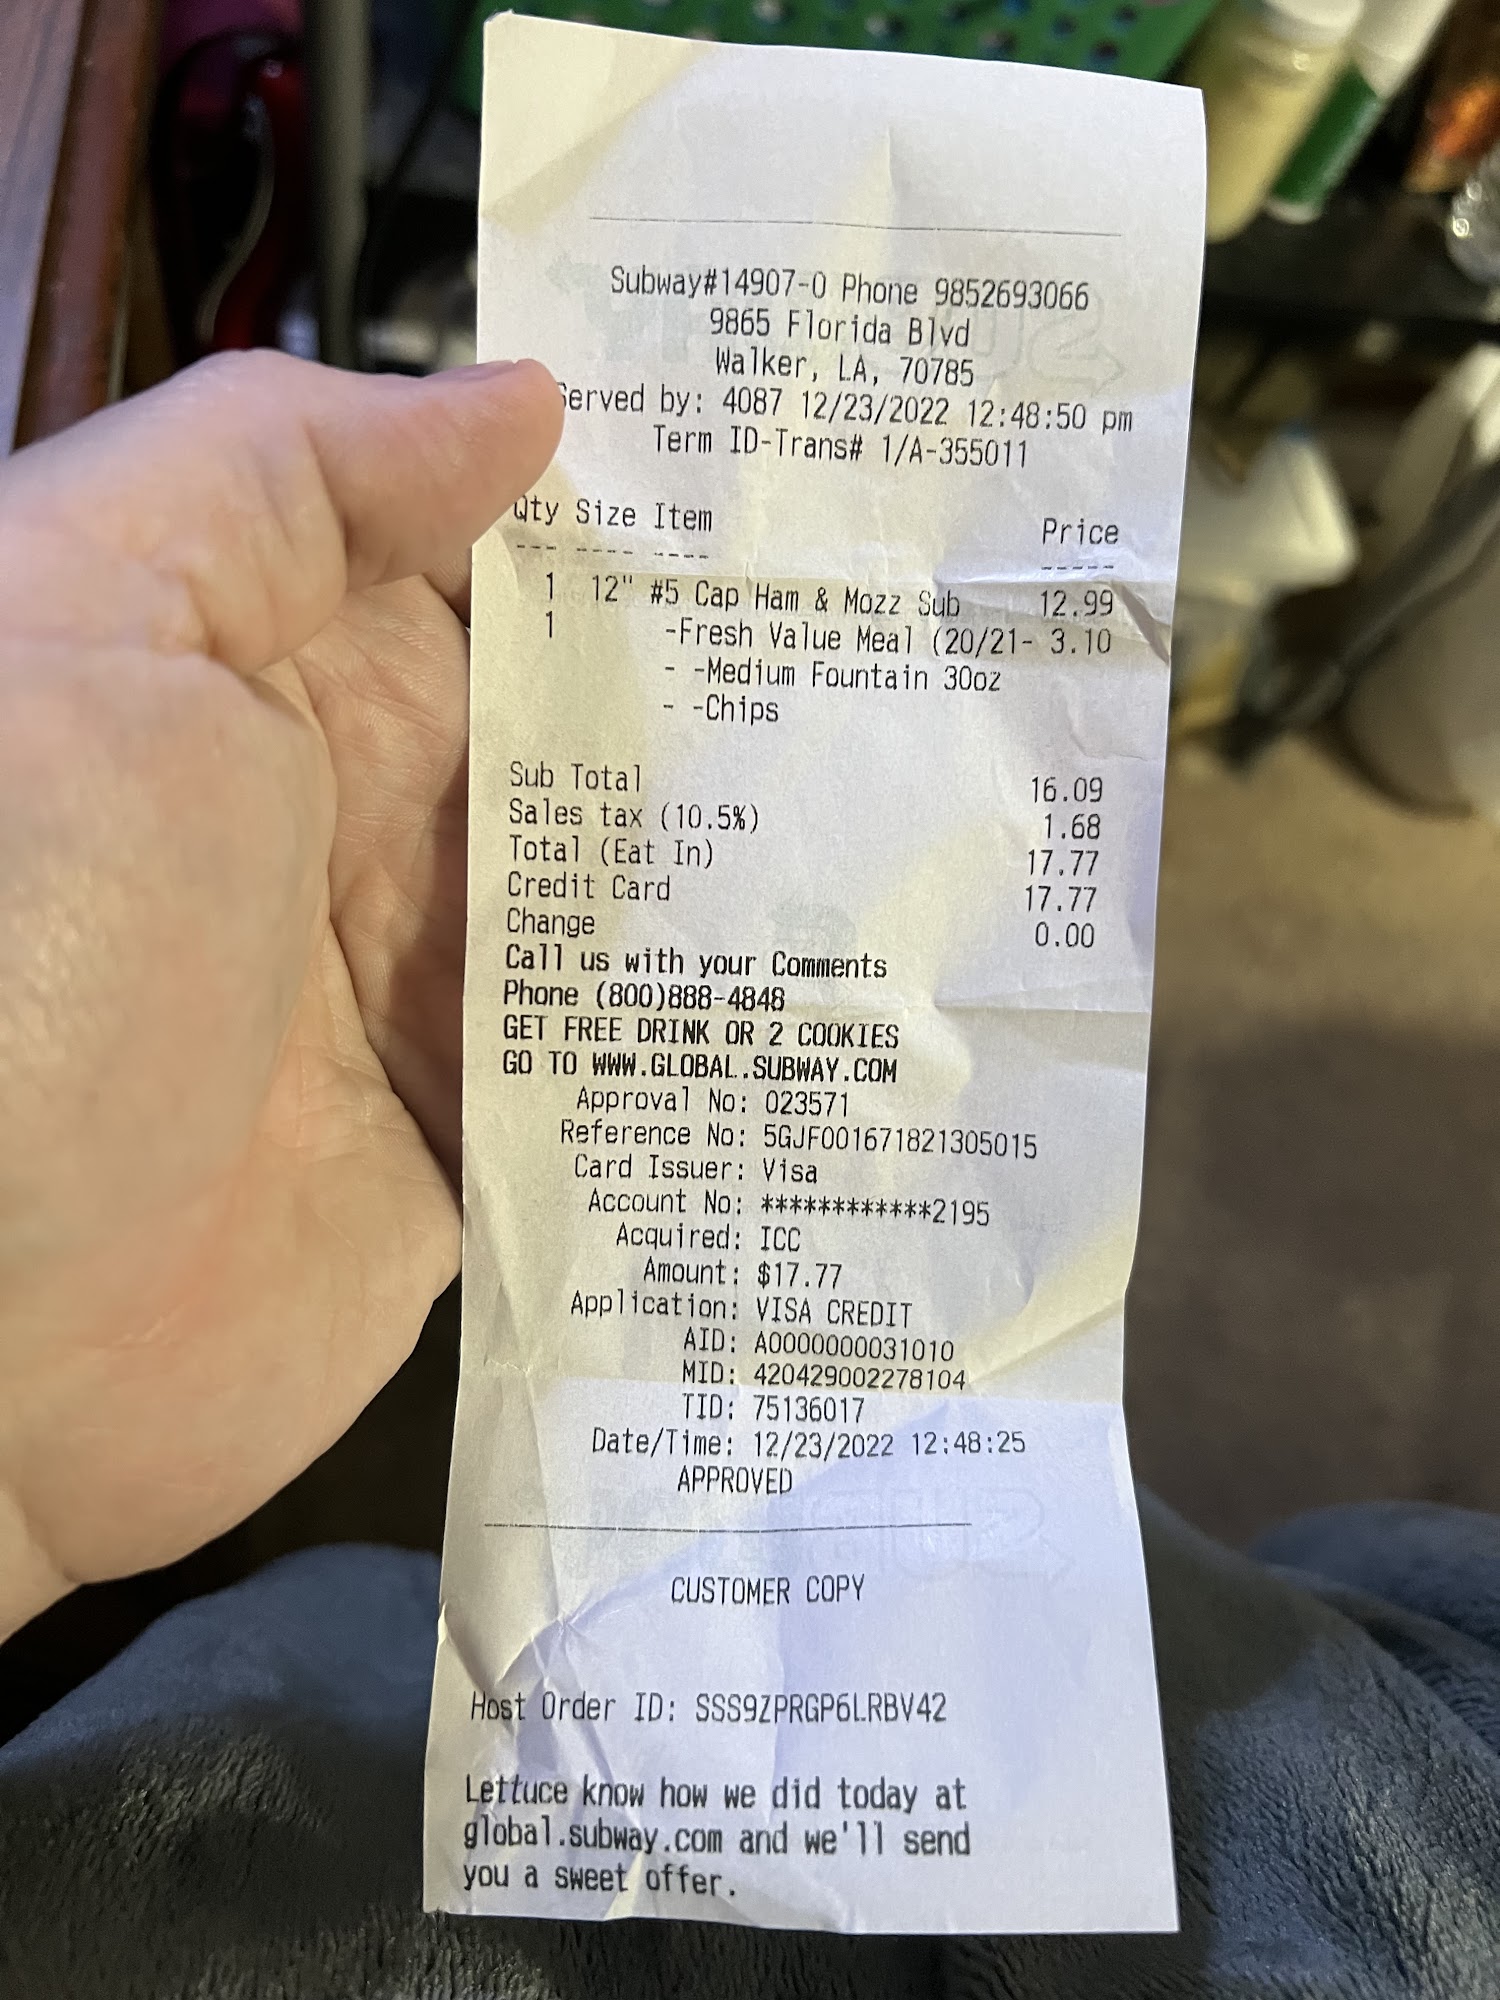 Subway#14907-0 Phone 9852693066
9865 Florida Blvd
Walker, LA, 70785
Served by: 4087 12/23/2022 12:48:50 pm
Term ID-Trans# 1/A-355011
Qty Size Item Price
--- ---- ---- -----
1 12" #5 Cap Ham & Mozz Sub 12.99
1 -Fresh Value Meal (20/21- 3.10
- -Medium Fountain 30oz
- -Chips
Sub Total 16.09
Sales tax (10.5%) 1.68
Total (Eat In) 17.77
Credit Card 17.77
Change 0.00
Call us with your Comments
Phone (800)888-4848
GET FREE DRINK OR 2 COOKIES
GO TO WWW.GLOBAL.SUBWAY.COM
Approval No: 023571
Reference No: 5GJF001671821305015
Card Issuer: Visa
Account No: ************2195
Acquired: ICC
Amount: $17.77
Application: VISA CREDIT
AID: A0000000031010
MID: 420429002278104
TID: 75136017
Date/Time: 12/23/2022 12:48:25
APPROVED
CUSTOMER COPY
Host Order ID: SSS9ZPRGP6LRBV42
Lettuce know how we did today at
global.subway.com and we'll send
you a sweet offer.